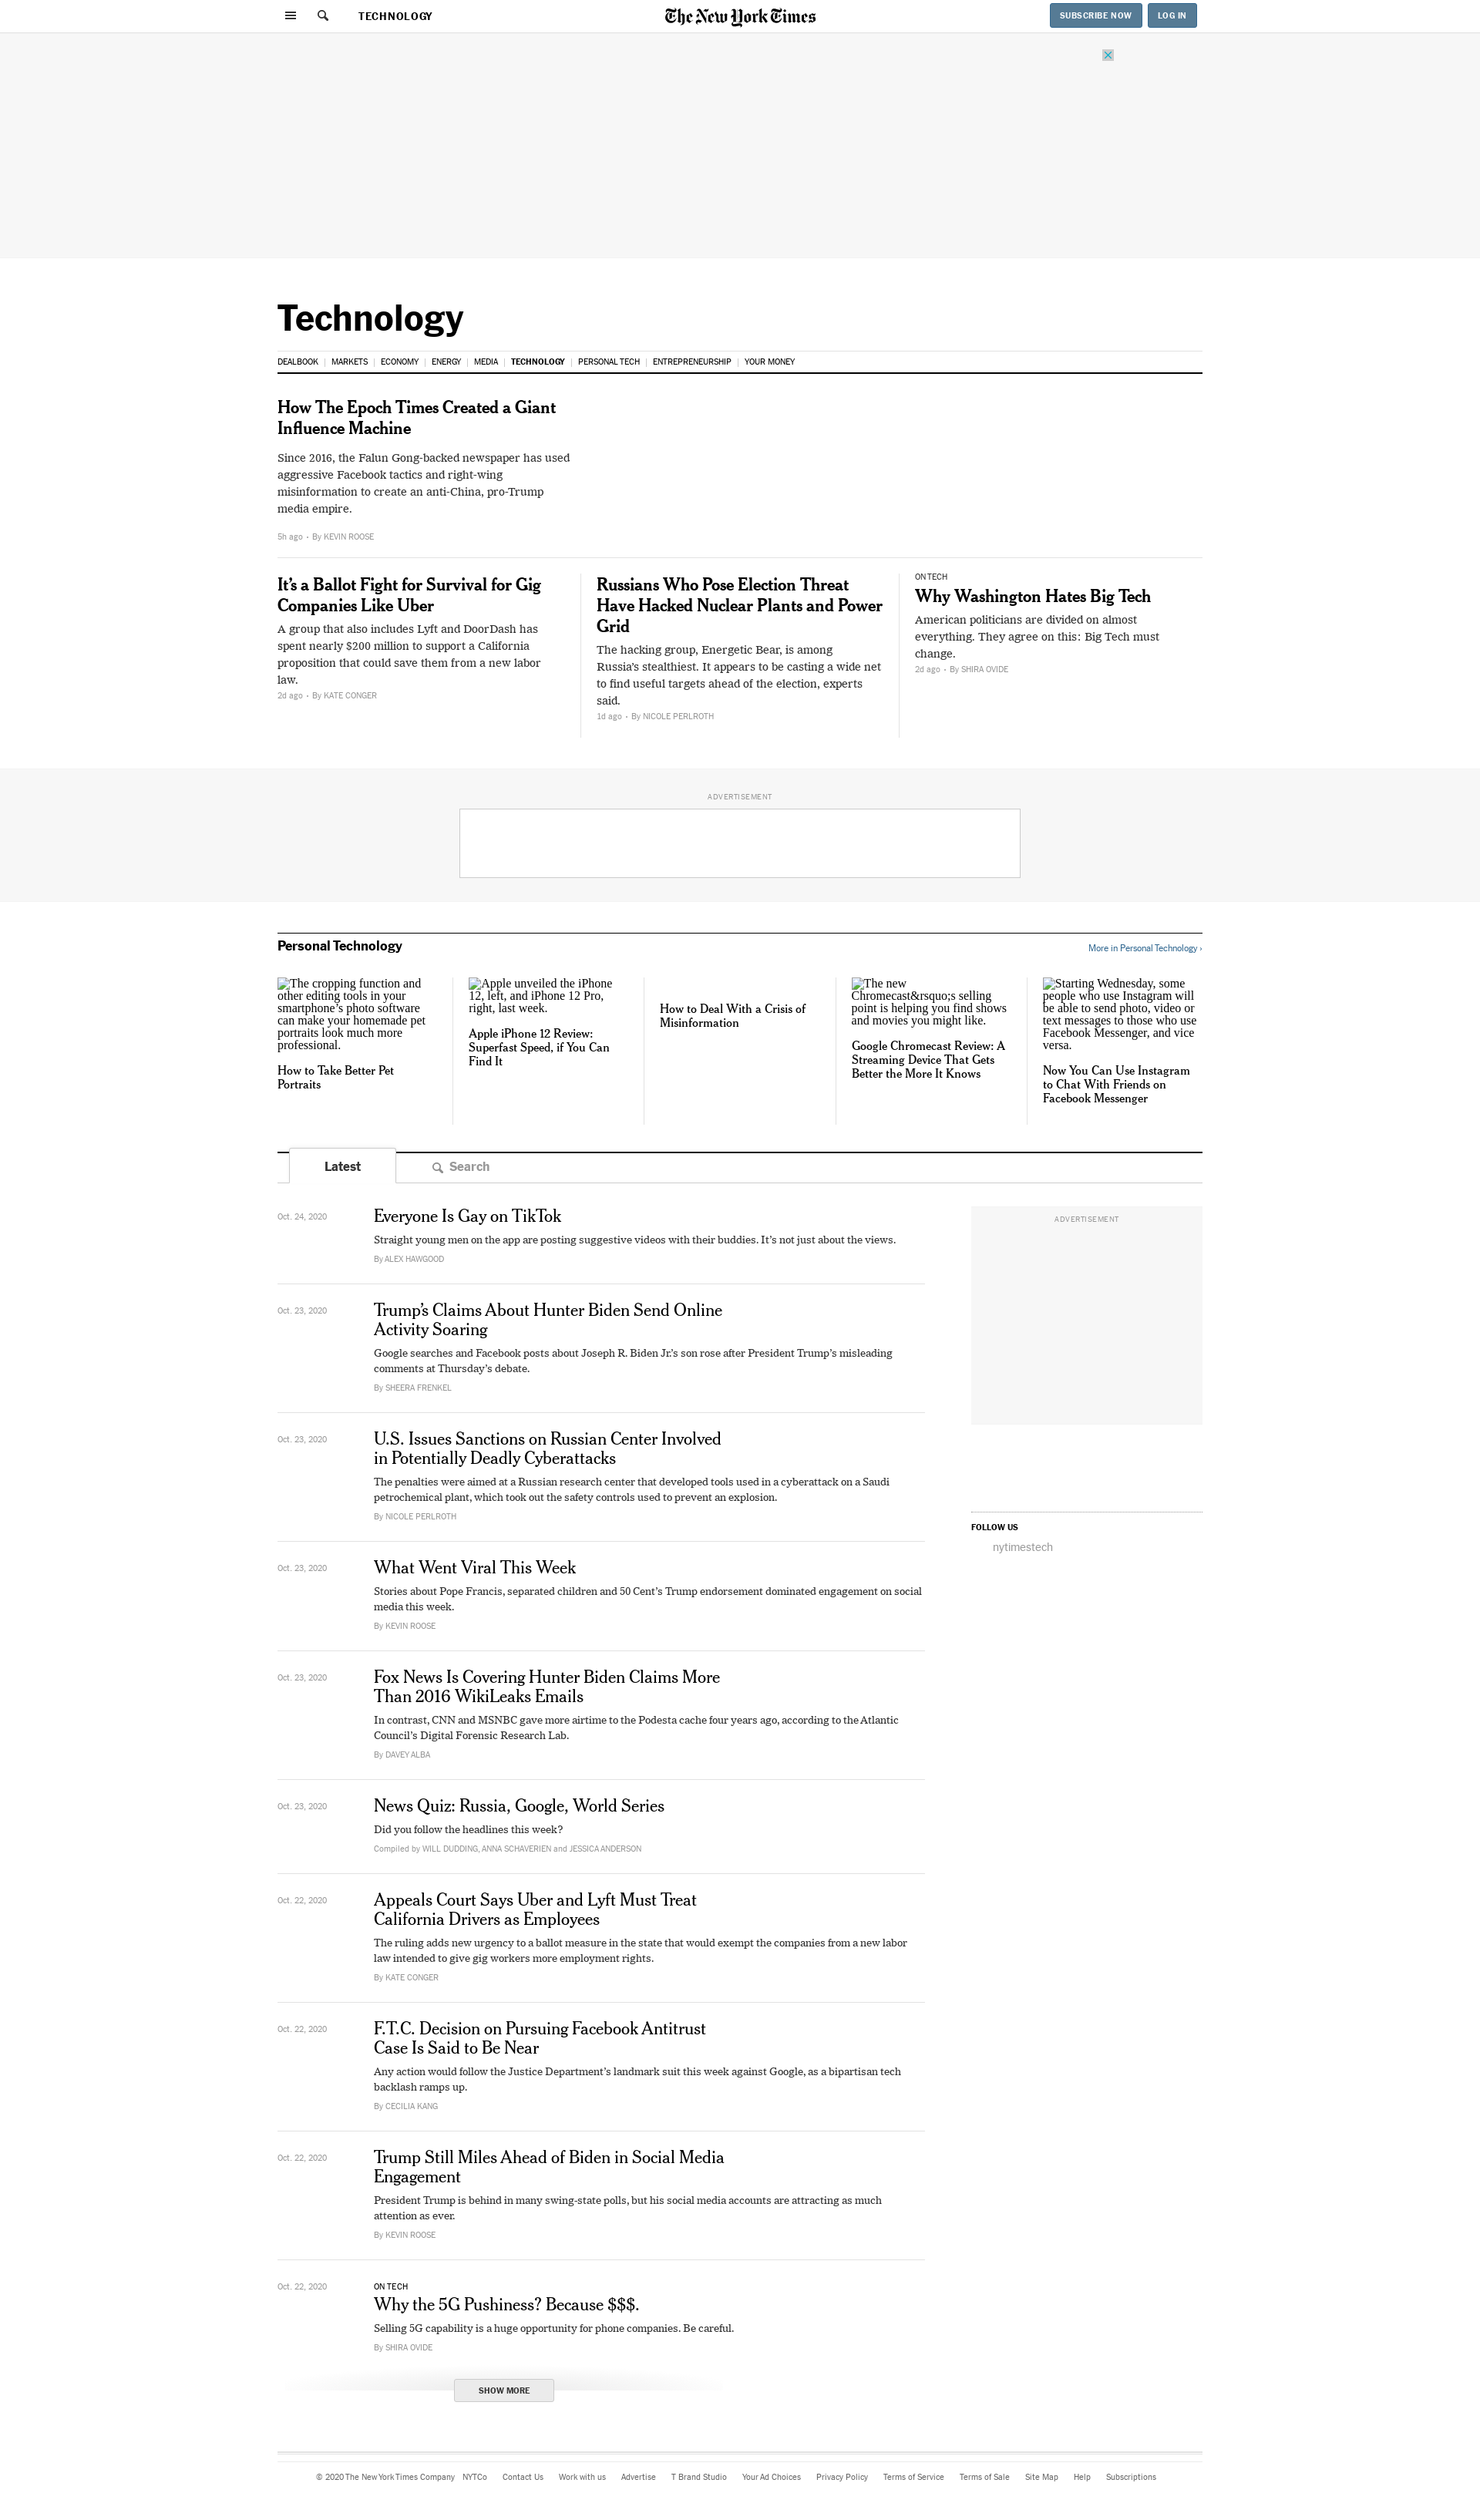 TECHNOLOGY
The New York Times
SUBSCRIBE NOW
LOG IN
Technology
DEALBOOK | MARKETS | ECONOMY | ENERGY | MEDIA | TECHNOLOGY | PERSONAL TECH | ENTREPRENEURSHIP | YOUR MONEY
How The Epoch Times Created a Giant
Influence Machine
Since 2016, the Falun Gong-backed newspaper has used
aggressive Facebook tactics and right-wing
misinformation to create an anti-China, pro-Trump
media empire.
5h ago • By KEVIN ROOSE
It’s a Ballot Fight for Survival for Gig
Companies Like Uber
A group that also includes Lyft and DoorDash has
spent nearly $200 million to support a California
proposition that could save them from a new labor
law.
2d ago • By KATE CONGER
Russians Who Pose Election Threat
Have Hacked Nuclear Plants and Power
Grid
The hacking group, Energetic Bear, is among
Russia’s stealthiest. It appears to be casting a wide net
to find useful targets ahead of the election, experts
said.
1d ago • By NICOLE PERLROTH
ON TECH
Why Washington Hates Big Tech
American politicians are divided on almost
everything. They agree on this: Big Tech must
change.
2d ago • By SHIRA OVIDE
ADVERTISEMENT
Personal Technology
More in Personal Technology ›
The cropping function and
other editing tools in your
smartphone’s photo software
can make your homemade pet
portraits look much more
professional.
How to Take Better Pet
Portraits
Apple unveiled the iPhone
12, left, and iPhone 12 Pro,
right, last week.
Apple iPhone 12 Review:
Superfast Speed, if You Can
Find It
How to Deal With a Crisis of
Misinformation
The new
Chromecast&rsquo;s selling
point is helping you find shows
and movies you might like.
Google Chromecast Review: A
Streaming Device That Gets
Better the More It Knows
Starting Wednesday, some
people who use Instagram will
be able to send photo, video or
text messages to those who use
Facebook Messenger, and vice
versa.
Now You Can Use Instagram
to Chat With Friends on
Facebook Messenger
Latest
Search
Oct. 24, 2020
Everyone Is Gay on TikTok
Straight young men on the app are posting suggestive videos with their buddies. It’s not just about the views.
By ALEX HAWGOOD
ADVERTISEMENT
Oct. 23, 2020
Trump’s Claims About Hunter Biden Send Online
Activity Soaring
Google searches and Facebook posts about Joseph R. Biden Jr.’s son rose after President Trump’s misleading
comments at Thursday’s debate.
By SHEERA FRENKEL
Oct. 23, 2020
U.S. Issues Sanctions on Russian Center Involved
in Potentially Deadly Cyberattacks
The penalties were aimed at a Russian research center that developed tools used in a cyberattack on a Saudi
petrochemical plant, which took out the safety controls used to prevent an explosion.
By NICOLE PERLROTH
FOLLOW US
nytimestech
Oct. 23, 2020
What Went Viral This Week
Stories about Pope Francis, separated children and 50 Cent’s Trump endorsement dominated engagement on social
media this week.
By KEVIN ROOSE
Oct. 23, 2020
Fox News Is Covering Hunter Biden Claims More
Than 2016 WikiLeaks Emails
In contrast, CNN and MSNBC gave more airtime to the Podesta cache four years ago, according to the Atlantic
Council’s Digital Forensic Research Lab.
By DAVEY ALBA
Oct. 23, 2020
News Quiz: Russia, Google, World Series
Did you follow the headlines this week?
Compiled by WILL DUDDING, ANNA SCHAVERIEN and JESSICA ANDERSON
Oct. 22, 2020
Appeals Court Says Uber and Lyft Must Treat
California Drivers as Employees
The ruling adds new urgency to a ballot measure in the state that would exempt the companies from a new labor
law intended to give gig workers more employment rights.
By KATE CONGER
Oct. 22, 2020
F.T.C. Decision on Pursuing Facebook Antitrust
Case Is Said to Be Near
Any action would follow the Justice Department’s landmark suit this week against Google, as a bipartisan tech
backlash ramps up.
By CECILIA KANG
Oct. 22, 2020
Trump Still Miles Ahead of Biden in Social Media
Engagement
President Trump is behind in many swing-state polls, but his social media accounts are attracting as much
attention as ever.
By KEVIN ROOSE
Oct. 22, 2020
ON TECH
Why the 5G Pushiness? Because $$$.
Selling 5G capability is a huge opportunity for phone companies. Be careful.
By SHIRA OVIDE
SHOW MORE
© 2020 The New York Times Company NYTCo Contact Us Work with us Advertise T Brand Studio Your Ad Choices Privacy Policy Terms of Service Terms of Sale Site Map Help Subscriptions